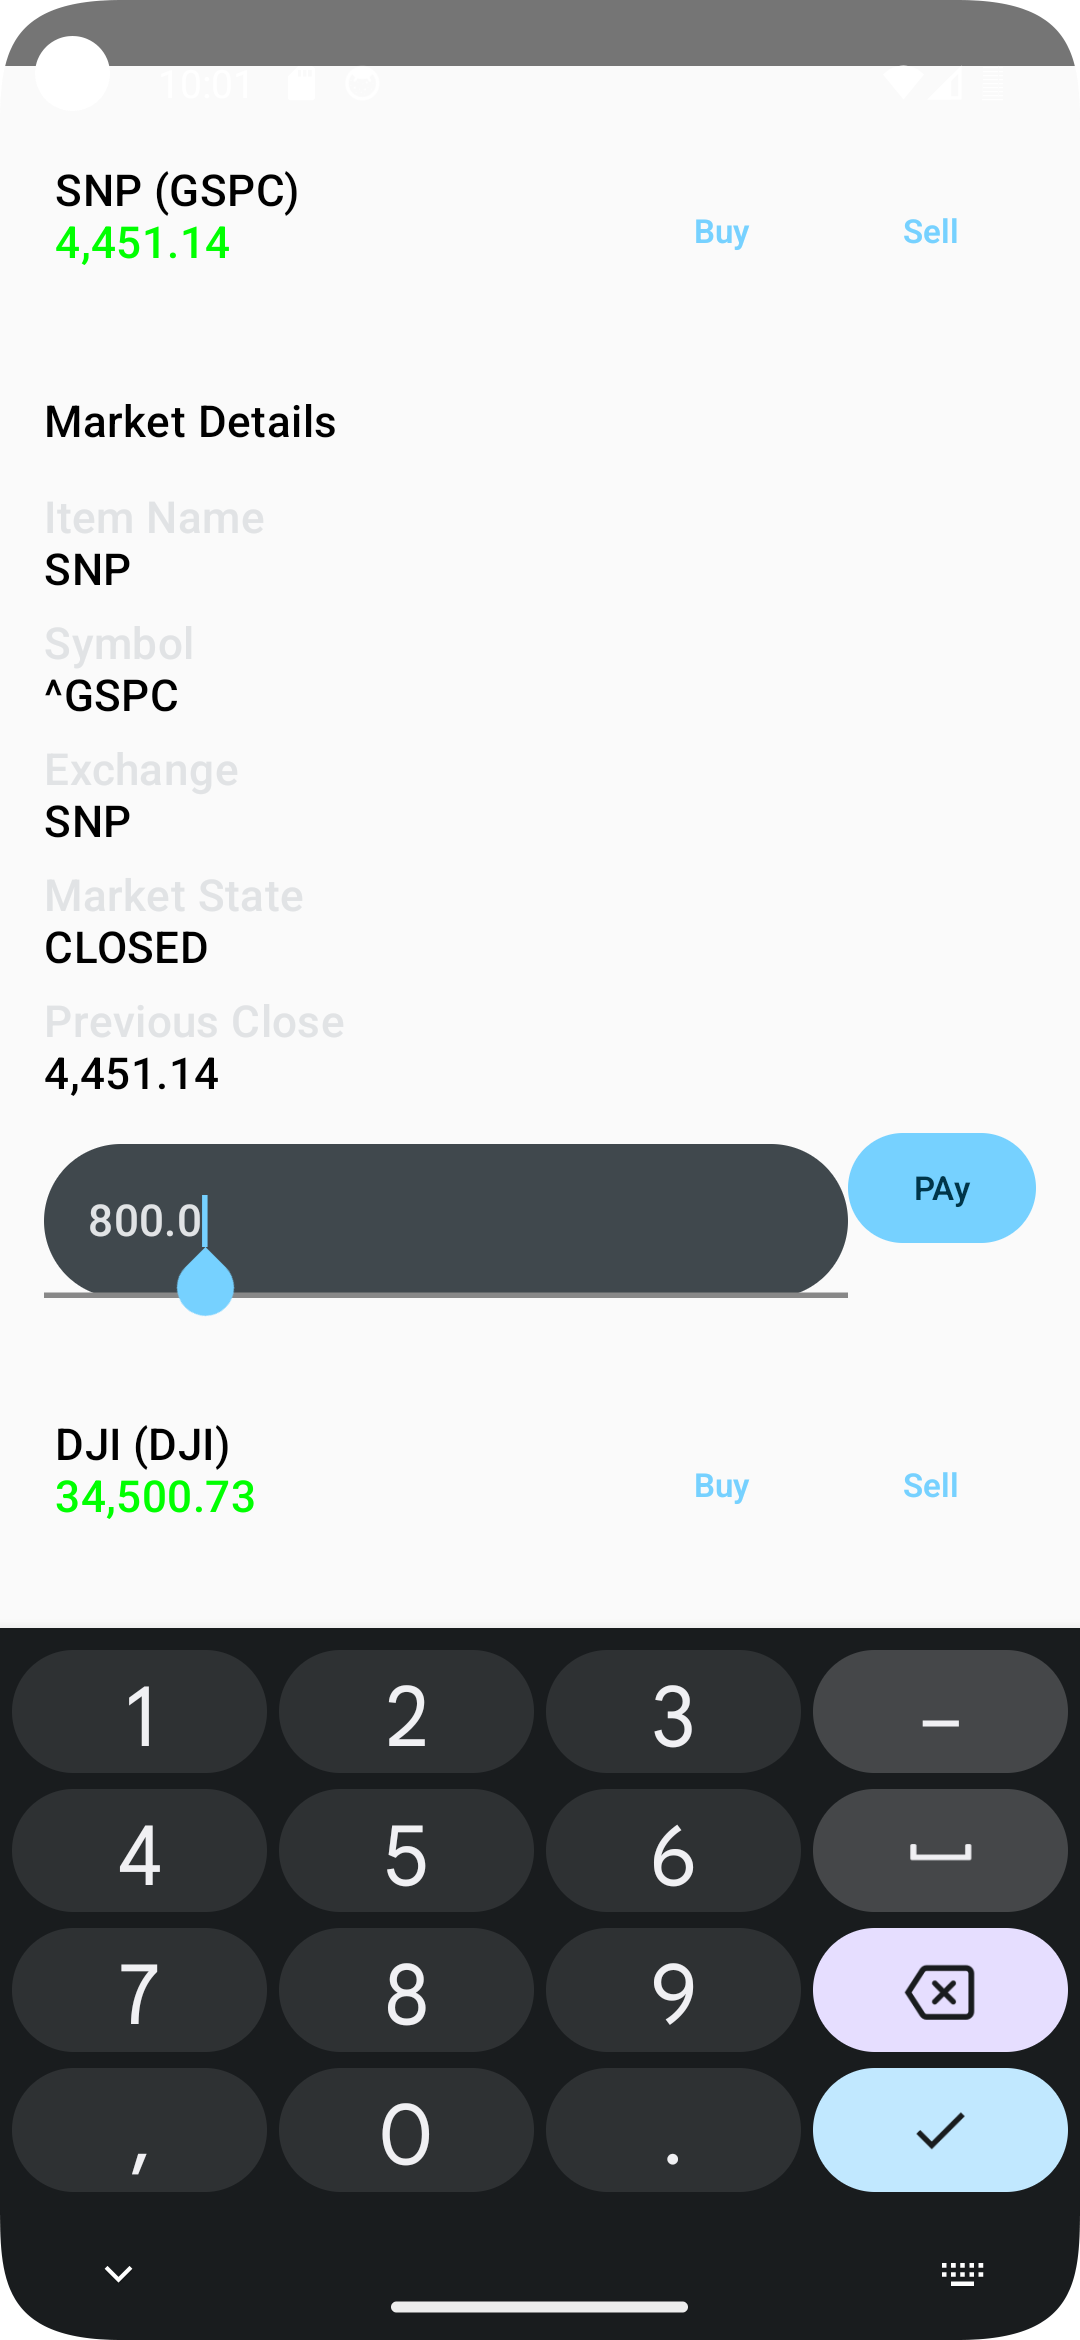 10:01
SNP (GSPC)
4,451.14
Buy
Sell
Market Details
Item Name
SNP
Symbol
^GSPC
Exchange
SNP
Market State
CLOSED
Previous Close
4,451.14
800.0
PAy
DJI (DJI)
34,500.73
Buy
Sell
1 2 3 –
4 5 6
7 8 9
, 0 .